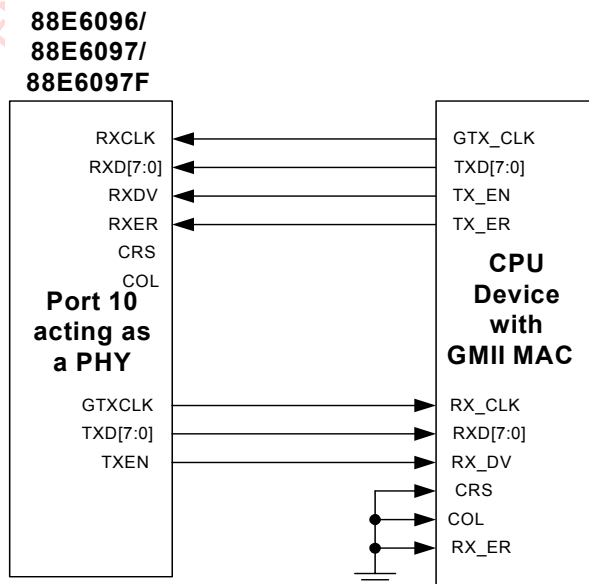 88E6096/
88E6097/
88E6097F
RXCLK
RXD[7:0]
RXDV
RXER
CRS
COL
Port 10
acting as
a PHY
GTXCLK
TXD[7:0]
TXEN
GTX_CLK
TXD[7:0]
TX_EN
TX_ER
CPU
Device
with
GMII MAC
RX_CLK
RXD[7:0]
RX_DV
CRS
COL
RX_ER